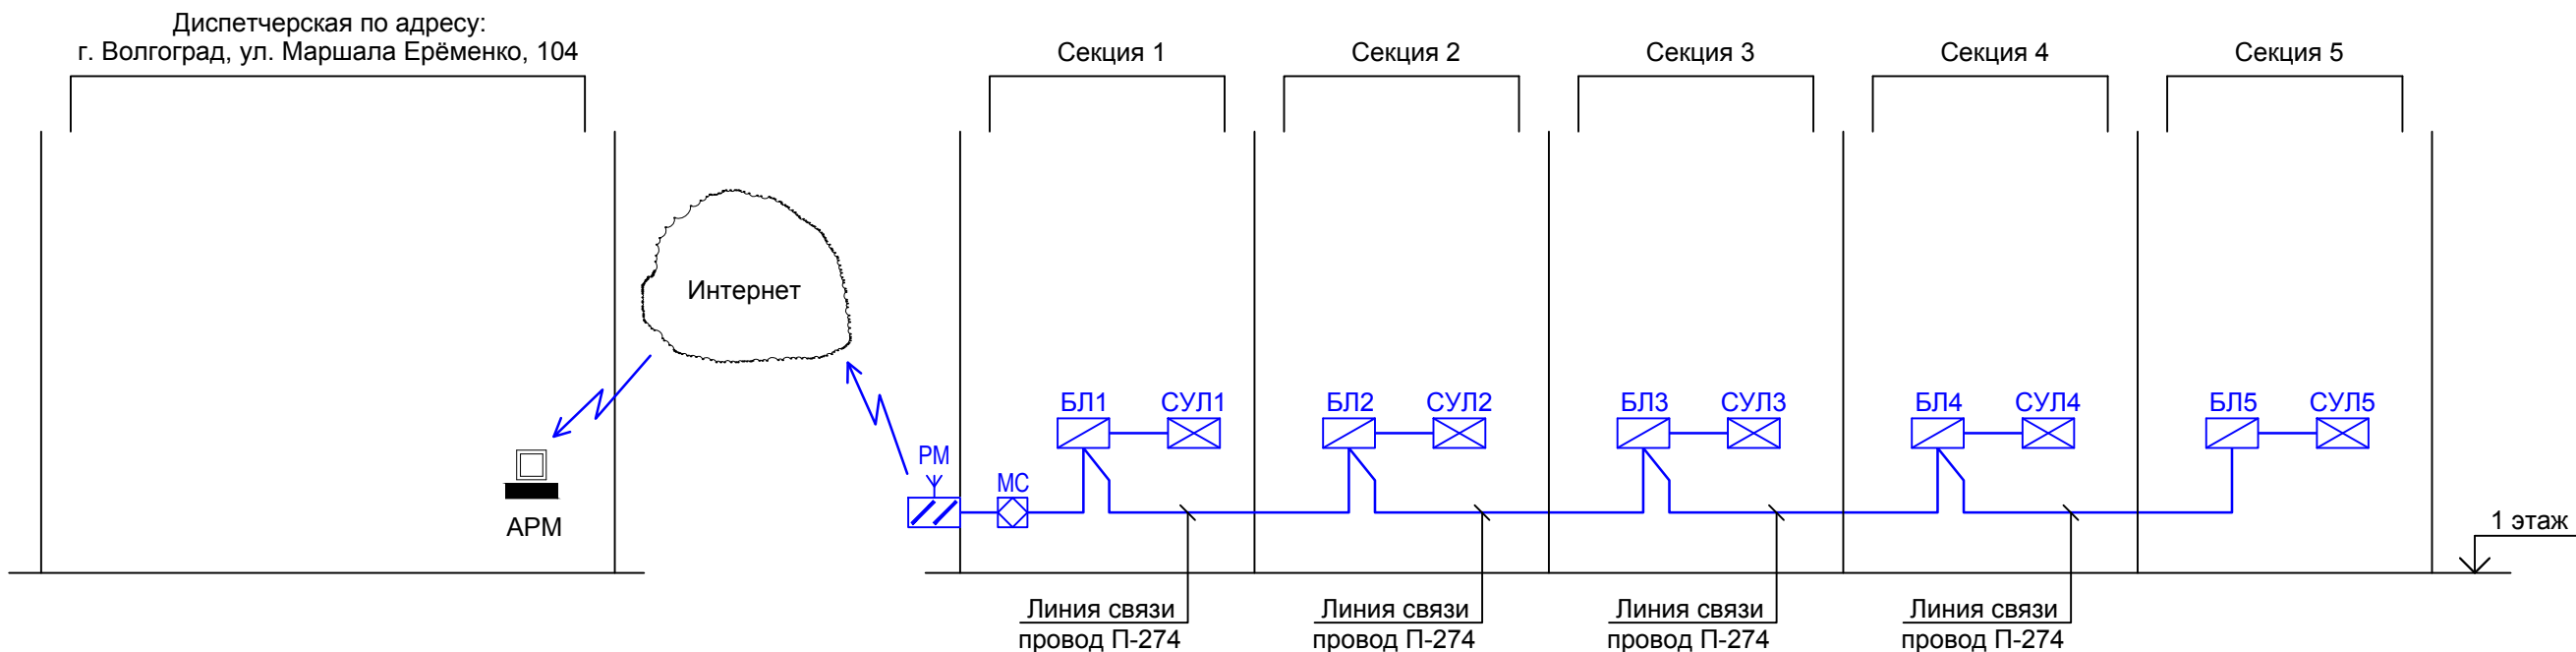 Диспетчерская по адресу:
г. Волгоград, ул. Маршала Ерёменко, 104
Секция 1
Секция 2
Секция 3
Секция 4
Секция 5
Интернет
БЛ1
СУЛ1
БЛ2
СУЛ2
БЛ3
СУЛ3
БЛ4
СУЛ4
БЛ5
СУЛ5
РМ
МС
АРМ
1 этаж
Линия связи
провод П-274
Линия связи
провод П-274
Линия связи
провод П-274
Линия связи
провод П-274